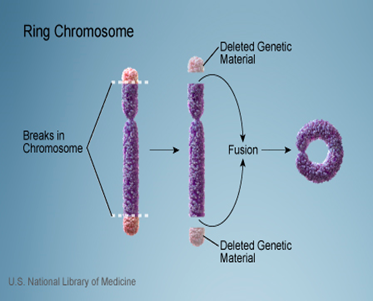 Ring Chromosome
Deleted Genetic
Material
Breaks in
Chromosome
Fusion
Deleted Genetic
Material
U.S. National Library of Medicine